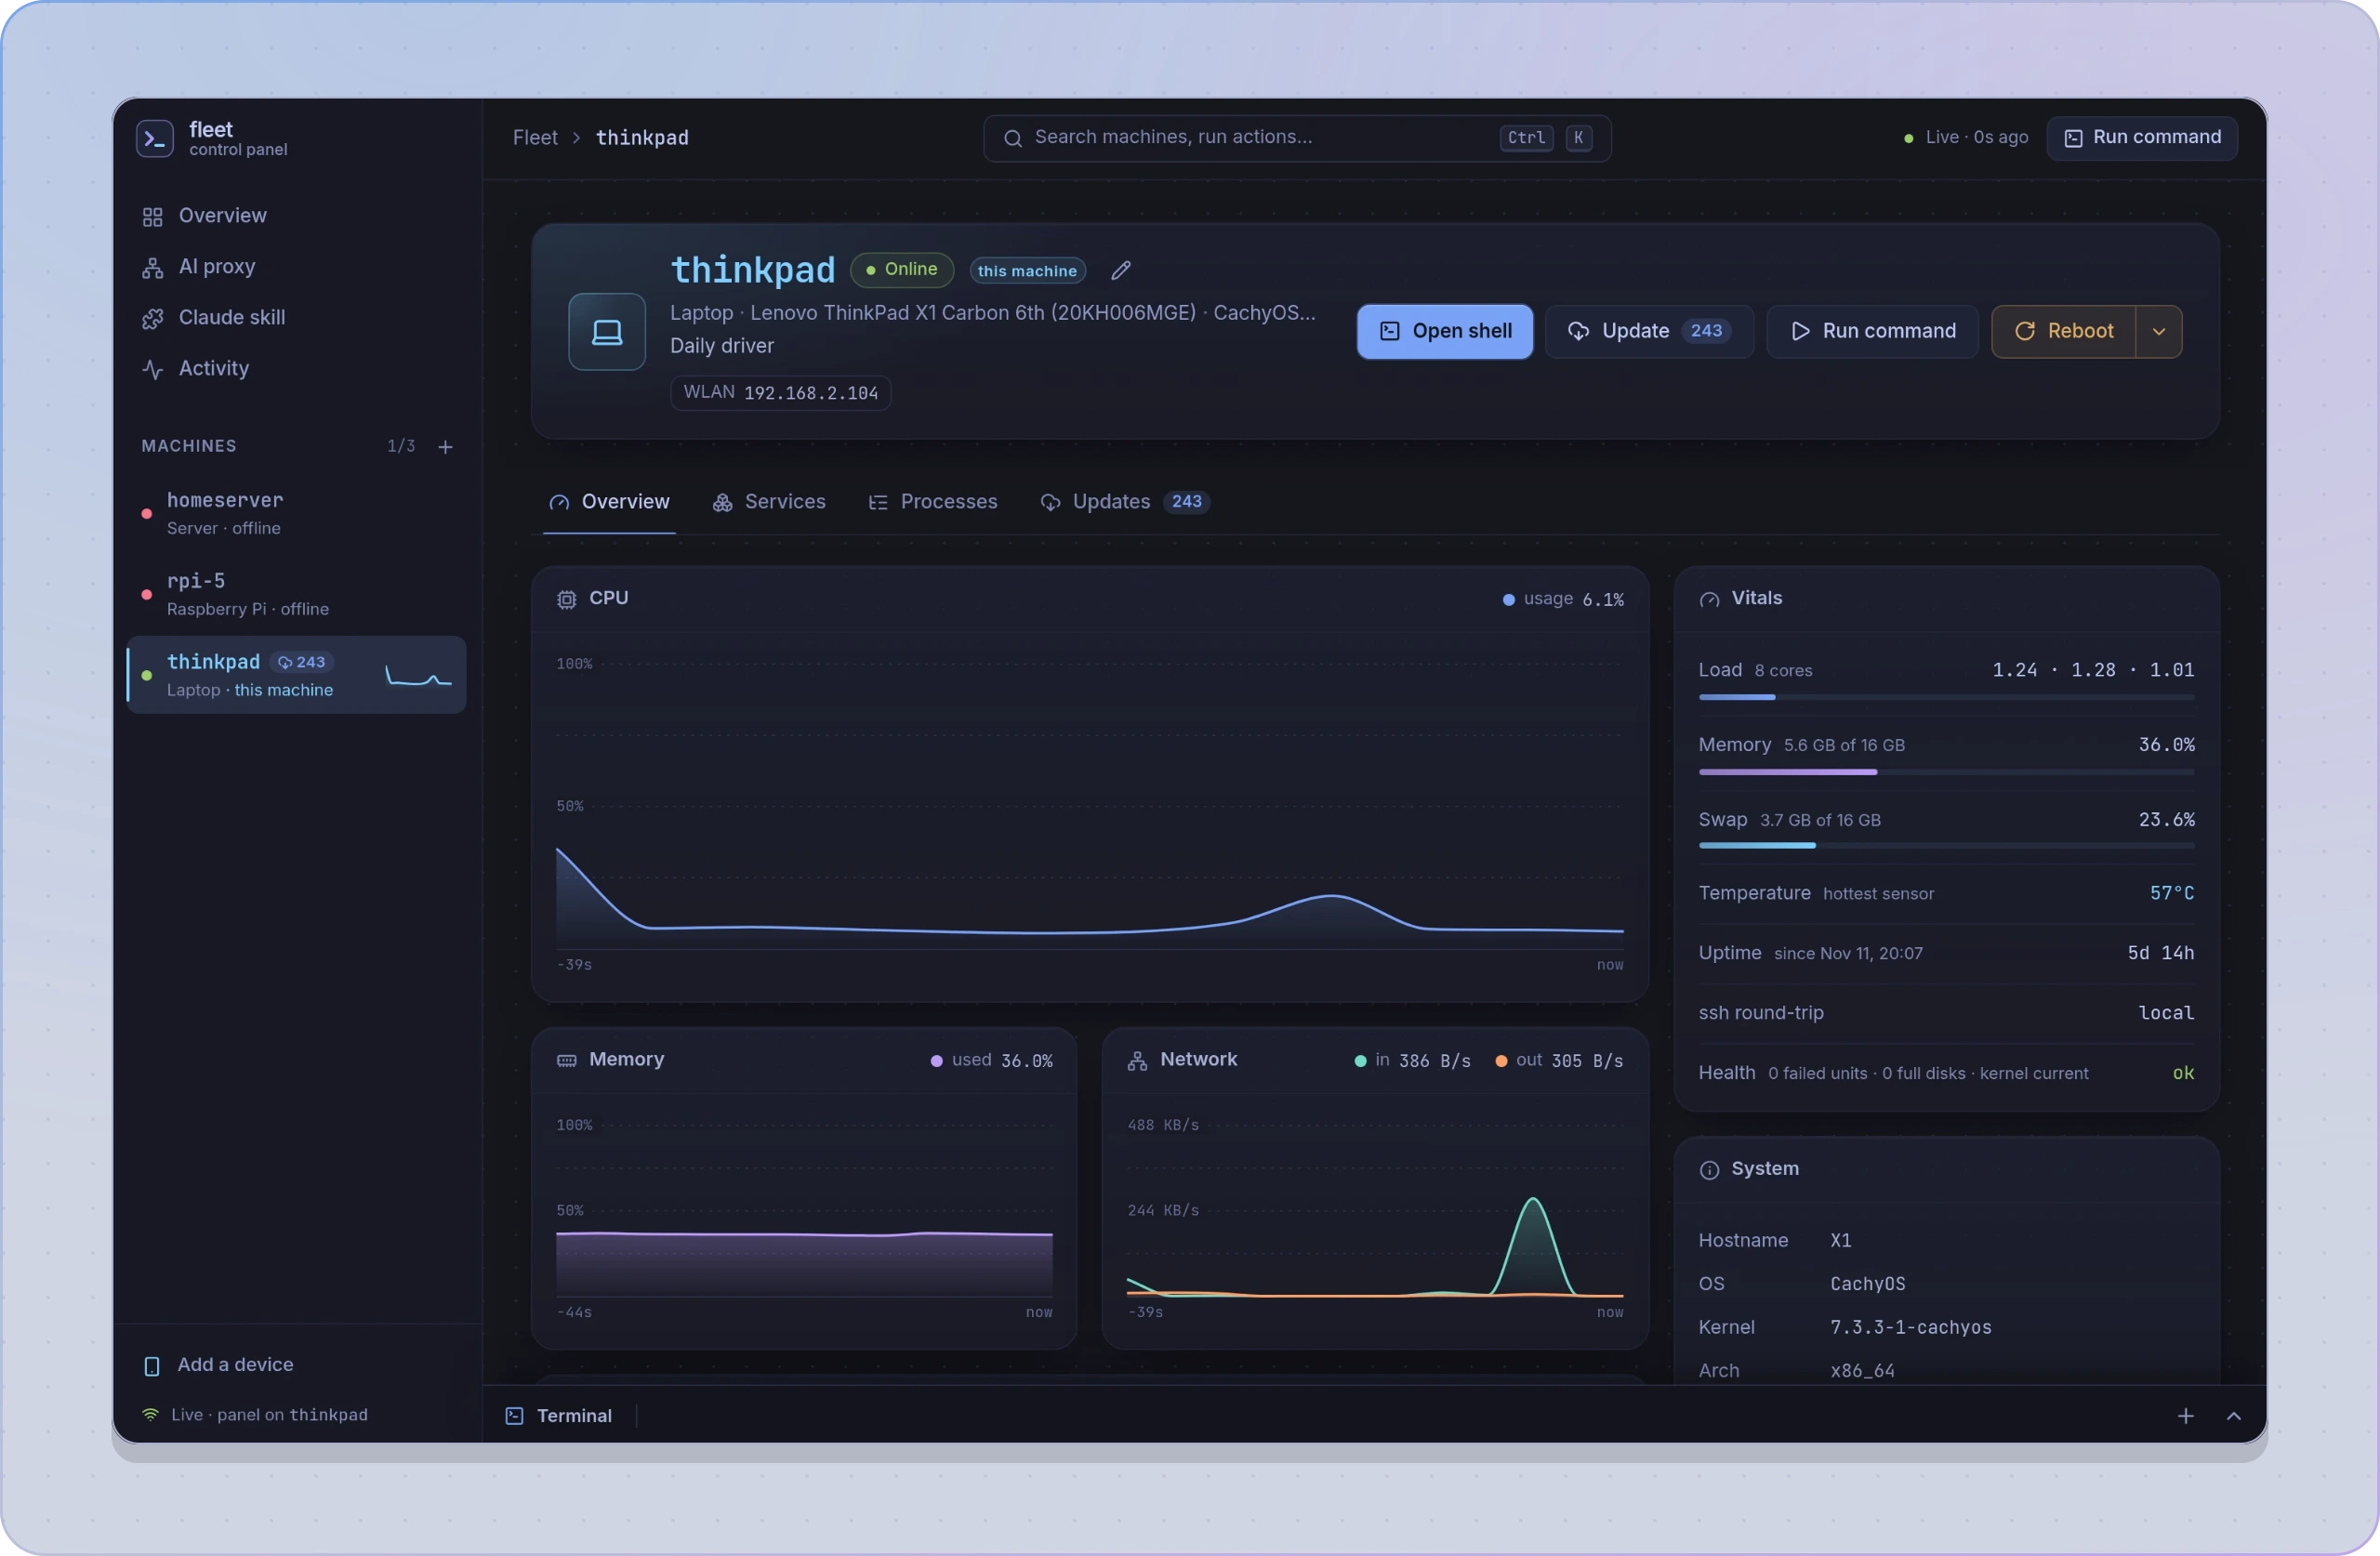 fleet
control panel
Overview
AI proxy
Claude skill
Activity
MACHINES 1/3
homeserver
Server · offline
rpi-5
Raspberry Pi · offline
thinkpad 243
Laptop · this machine
Add a device
Live · panel on thinkpad
Fleet > thinkpad
Search machines, run actions... Ctrl K
Live · 0s ago
Run command
thinkpad Online this machine
Laptop · Lenovo ThinkPad X1 Carbon 6th (20KH006MGE) · CachyOS...
Daily driver
WLAN 192.168.2.104
Open shell
Update 243
Run command
Reboot
Overview Services Processes Updates 243
CPU usage 6.1%
100%
50%
-39s now
Memory used 36.0%
100%
50%
-44s now
Network in 386 B/s out 305 B/s
488 KB/s
244 KB/s
-39s now
Vitals
Load 8 cores 1.24 · 1.28 · 1.01
Memory 5.6 GB of 16 GB 36.0%
Swap 3.7 GB of 16 GB 23.6%
Temperature hottest sensor 57°C
Uptime since Nov 11, 20:07 5d 14h
ssh round-trip local
Health 0 failed units · 0 full disks · kernel current ok
System
Hostname X1
OS CachyOS
Kernel 7.3.3-1-cachyos
Arch x86_64
Terminal